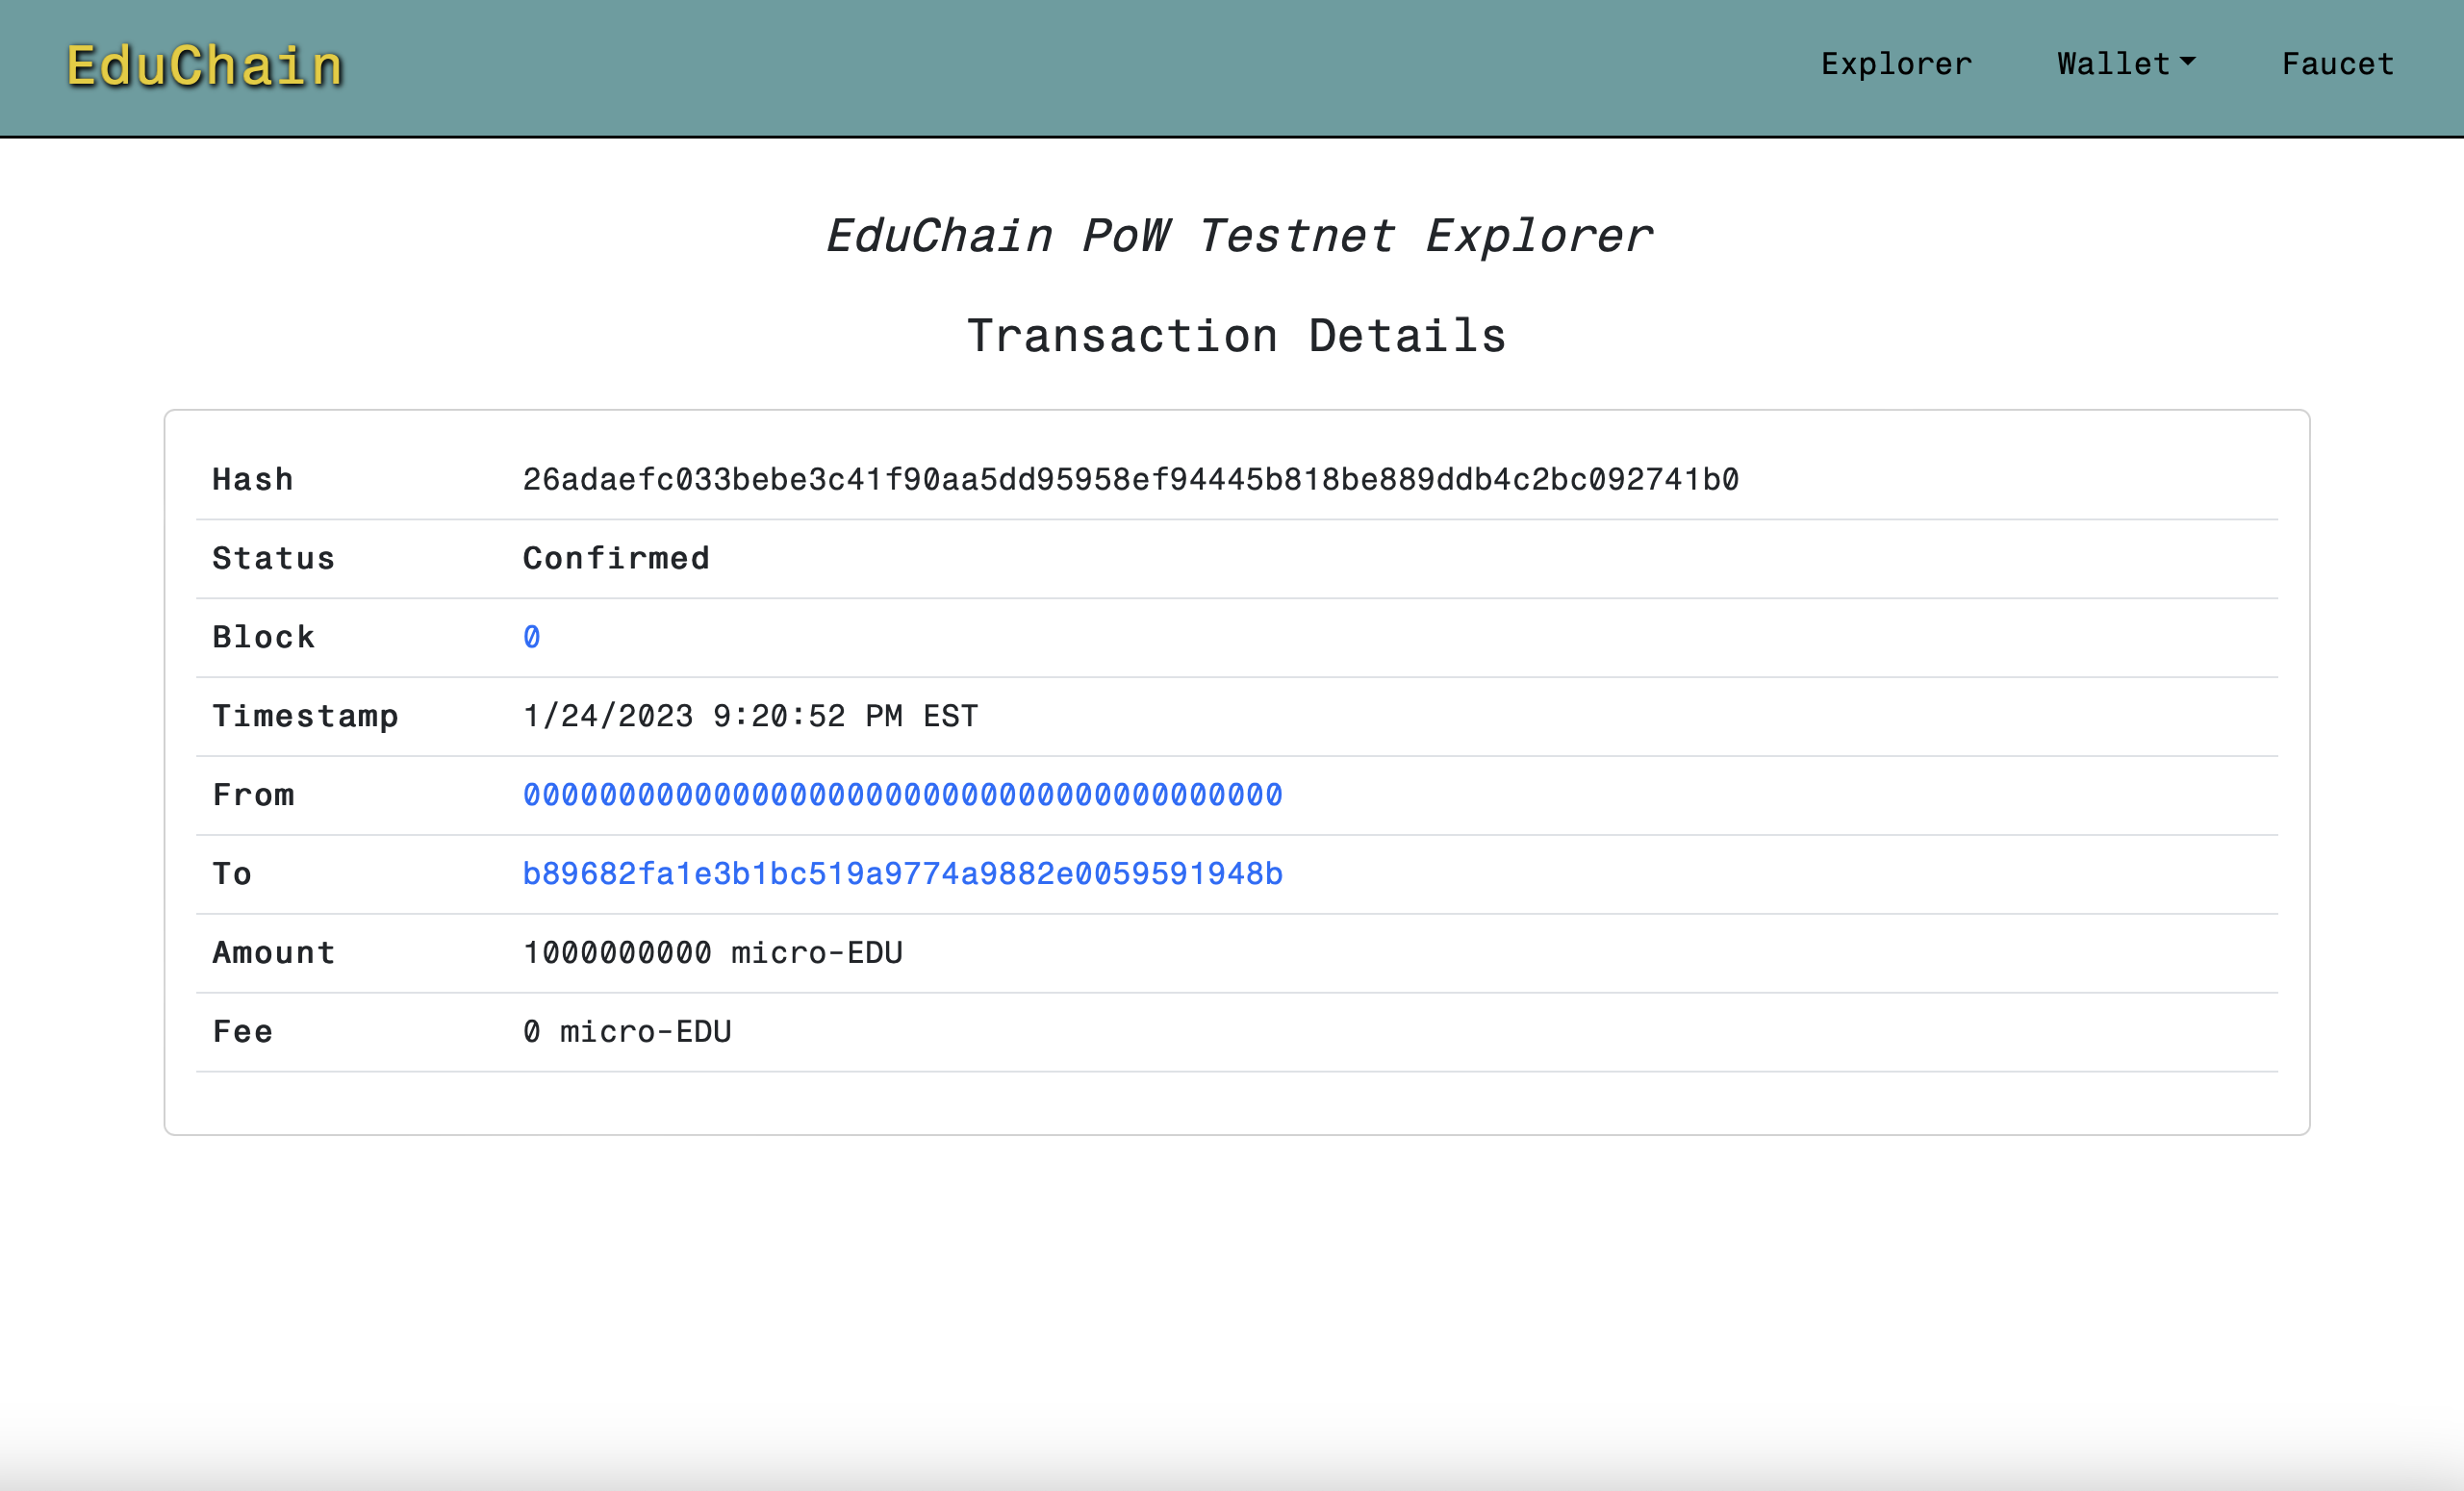 EduChain
Explorer Wallet Faucet
EduChain PoW Testnet Explorer
Transaction Details
Hash 26adaefc033bebe3c41f90aa5dd95958ef94445b818be889ddb4c2bc092741b0
Status Confirmed
Block 0
Timestamp 1/24/2023 9:20:52 PM EST
From 0000000000000000000000000000000000000000
To b89682fa1e3b1bc519a9774a9882e0059591948b
Amount 1000000000 micro-EDU
Fee 0 micro-EDU